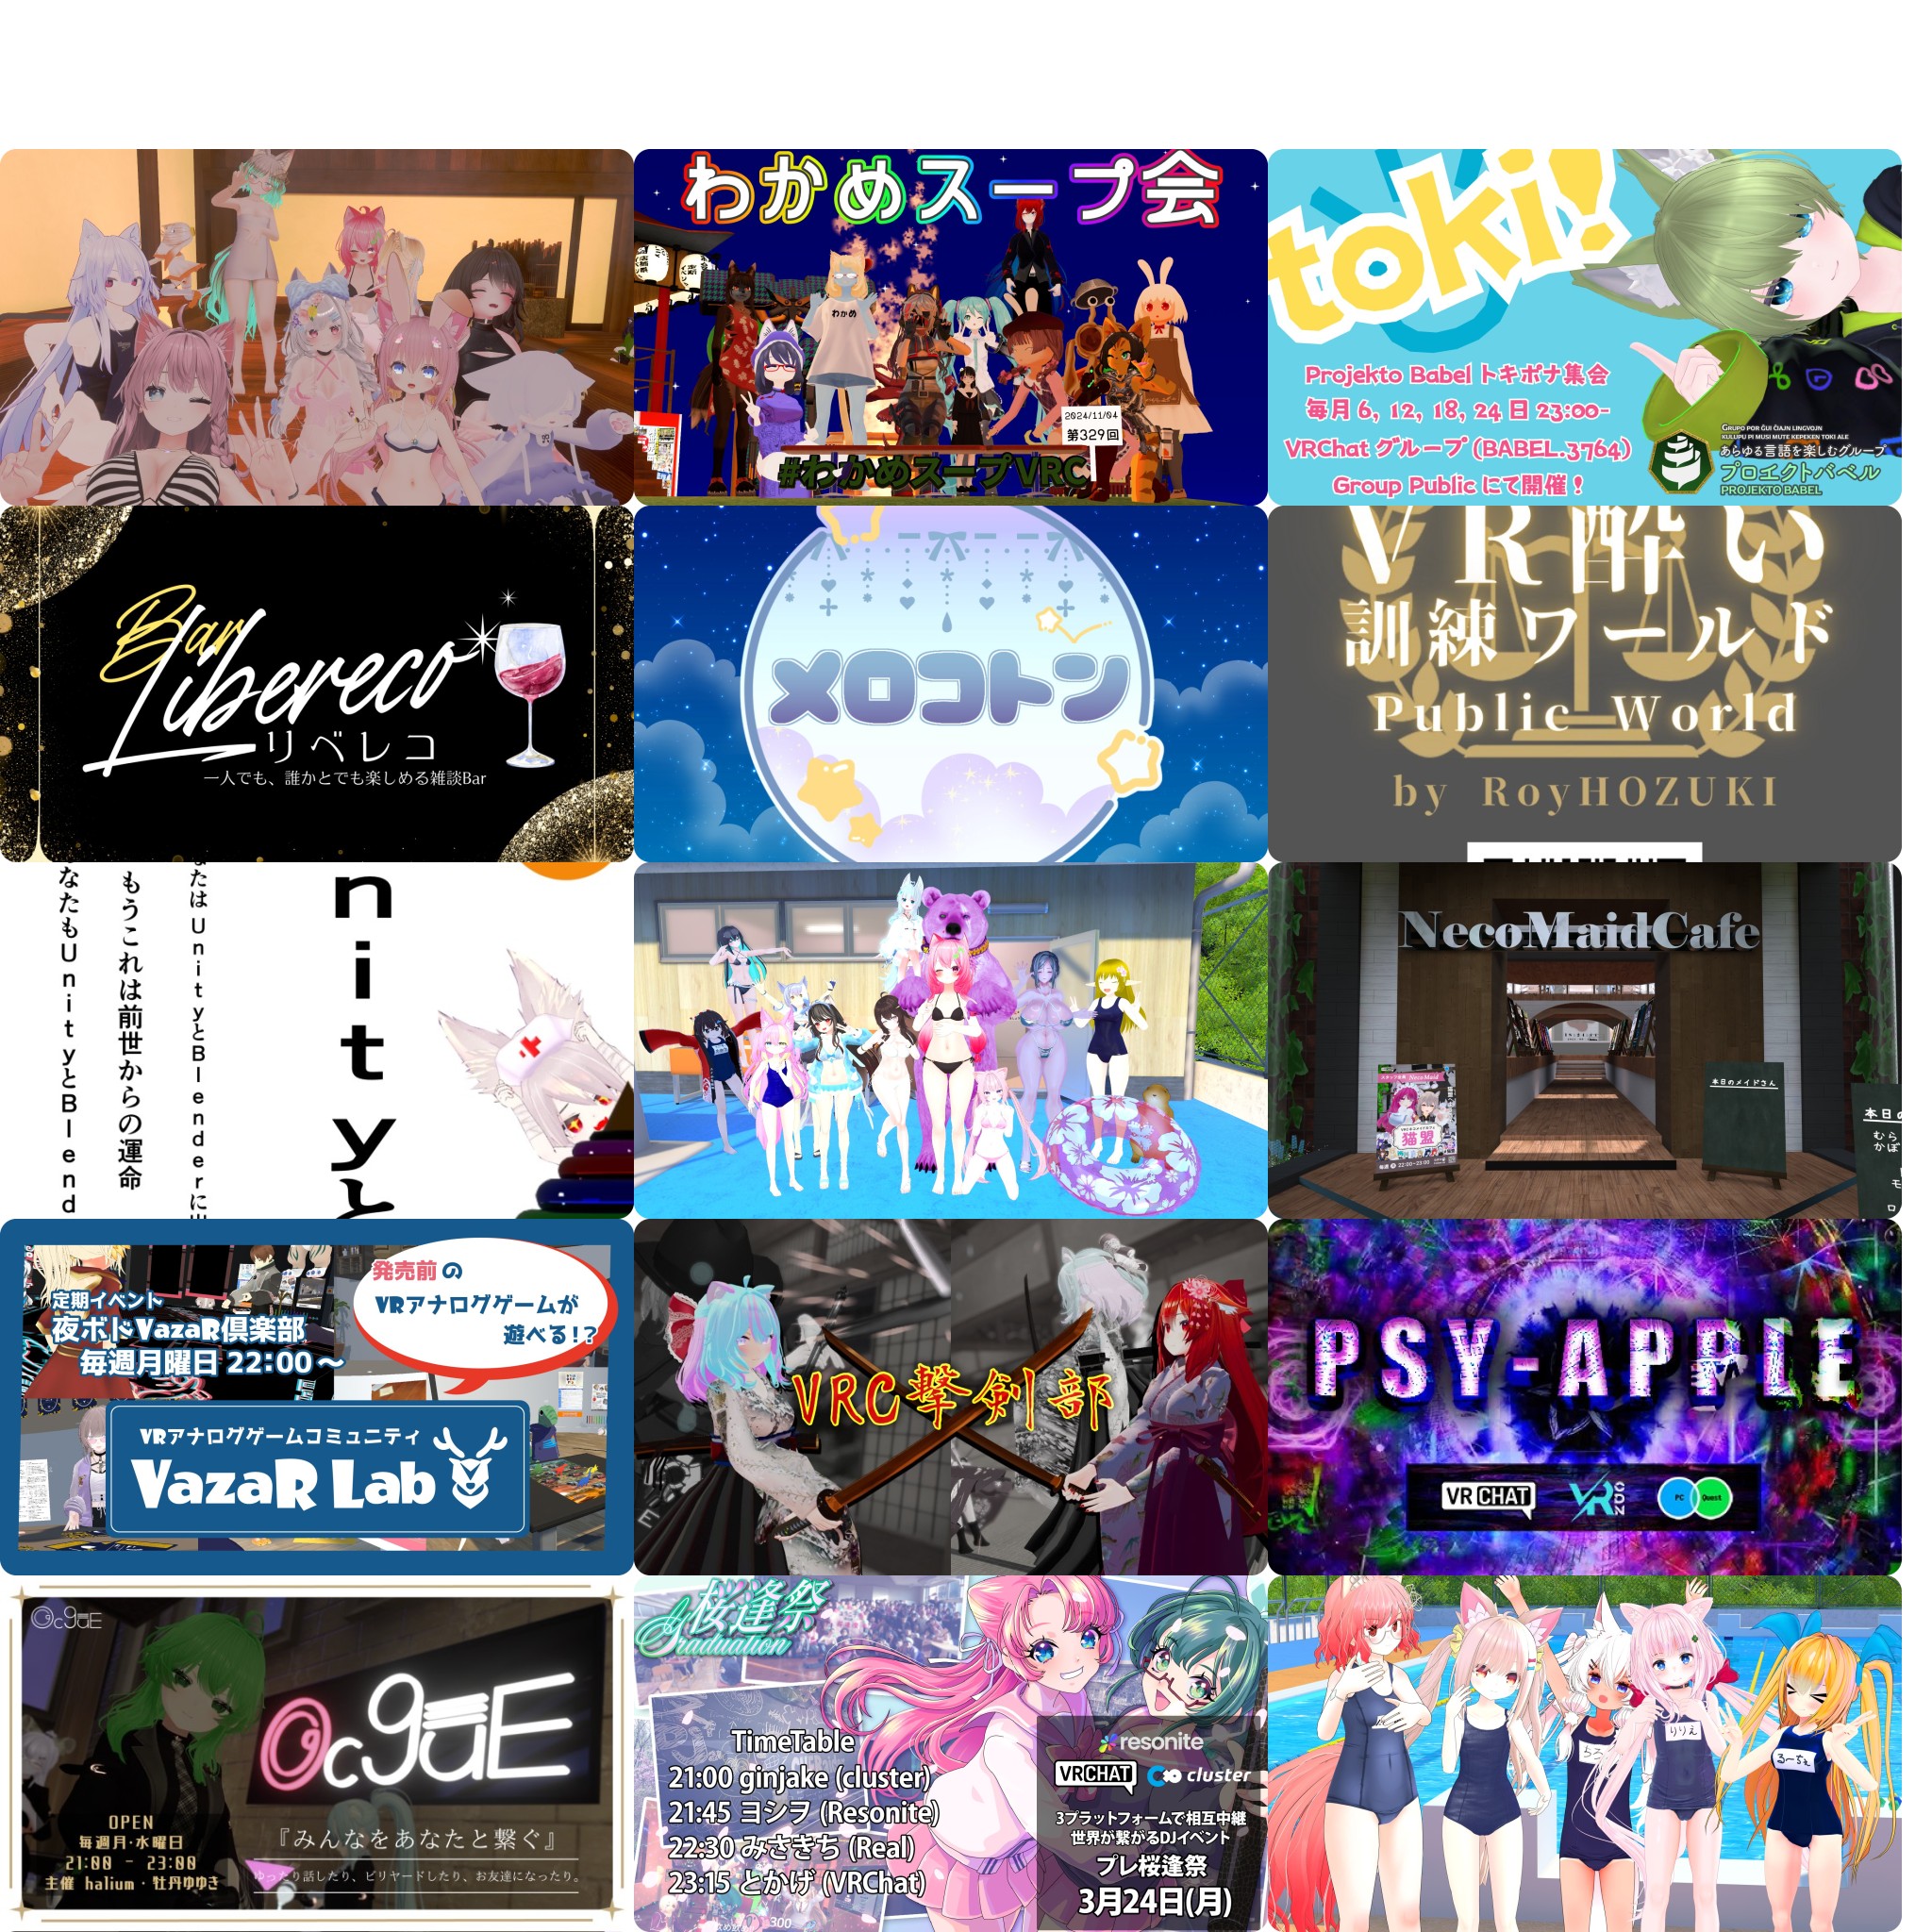 わかめスープ会
わかめ
2024/11/04
第329回
#わかめスープVRC
toki!
Projekto Babel トキポナ集会
毎月 6, 12, 18, 24 日 23:00-
VRChat グループ (BABEL.3764)
Group Public にて開催！
GRUPO POR ĜUI ĈIAJN LINGVOJN
KULUPU PI MUSI MUTE KEPEKEN TOKI ALE
あらゆる言語を楽しむグループ
プロエクトバベル
PROJEKTO BABEL
Bar
Libereco
リベレコ
一人でも、誰かとでも楽しめる雑談Bar
メロコトン
VR酔い
訓練ワールド
Public World
by RoyHOZUKI
nityと
たは UnityとBlenderに
もうこれは前世からの運命
なたもUnityとBlend
NecoMaidCafe
猫盟
本日のメイドさん
本日の
むら
かぼ
モ
ロ
定期イベント
夜ボドVazaR倶楽部
毎週月曜日 22:00～
発売前の
VRアナログゲームが
遊べる!?
VRアナログゲームコミュニティ
VazaR Lab
VRC撃剣部
PSY-APPLE
VRCHAT
VR
PC
Quest
OcguE
OcguE
OPEN
毎週月・水曜日
21:00 - 23:00
主催 halium・牡丹ゆゆき
『みんなをあなたと繋ぐ』
ゆったり話したり、ビリヤードしたり、お友達になったり。
桜逢祭
Graduation
TimeTable
21:00 ginjake (cluster)
21:45 ヨシヲ (Resonite)
22:30 みさきち (Real)
23:15 とかげ (VRChat)
resonite
VRCHAT
cluster
3プラットフォームで相互中継
世界が繋がるDJイベント
プレ桜逢祭
3月24日(月)
300
りりえ
るーちぇ